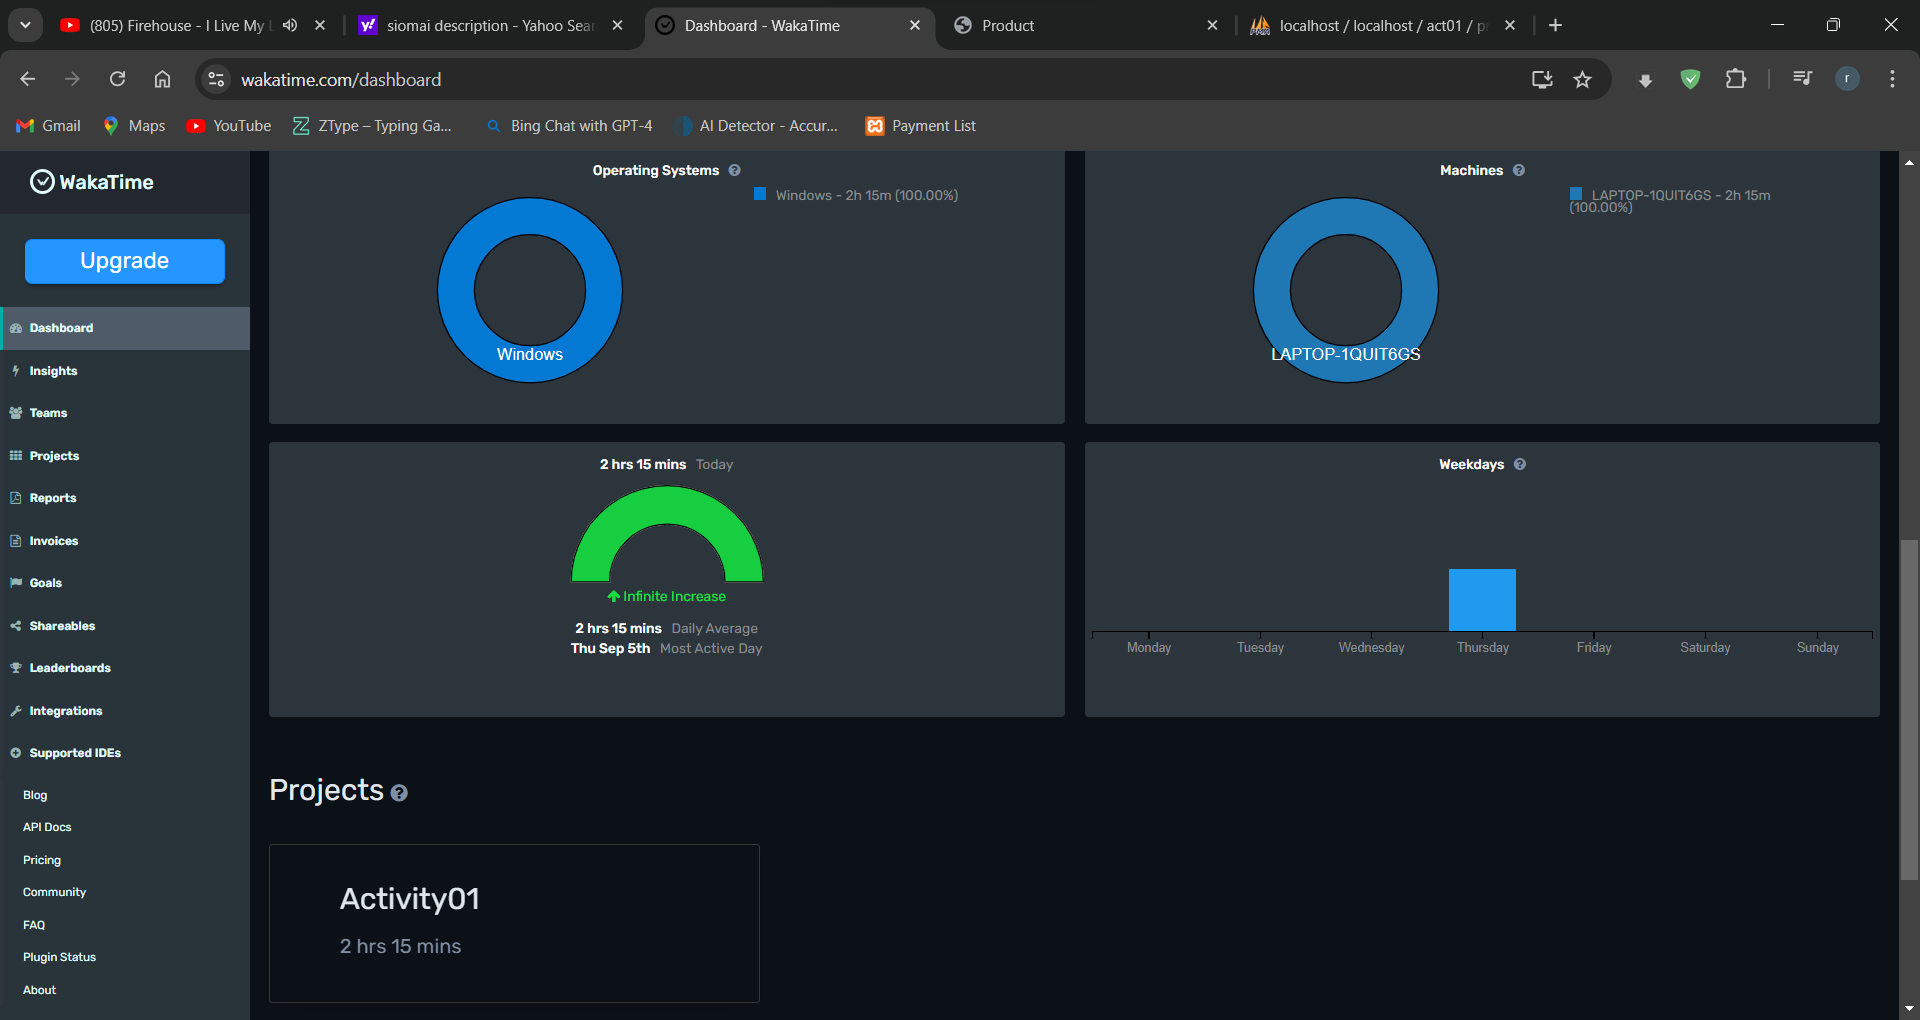 (805) Firehouse - I Live My
siomai description - Yahoo Sear
Dashboard - WakaTime
Product
localhost / localhost / act01 / p
wakatime.com/dashboard
r
Gmail
Maps
YouTube
ZType – Typing Ga...
Bing Chat with GPT-4
AI Detector - Accur...
Payment List
WakaTime
Upgrade
Dashboard
Insights
Teams
Projects
Reports
Invoices
Goals
Shareables
Leaderboards
Integrations
Supported IDEs
Blog
API Docs
Pricing
Community
FAQ
Plugin Status
About
Operating Systems
Windows - 2h 15m (100.00%)
Windows
Machines
LAPTOP-1QUIT6GS - 2h 15m
(100.00%)
LAPTOP-1QUIT6GS
2 hrs 15 mins Today
Infinite Increase
2 hrs 15 mins Daily Average
Thu Sep 5th Most Active Day
Weekdays
Monday Tuesday Wednesday Thursday Friday Saturday Sunday
Projects
Activity01
2 hrs 15 mins